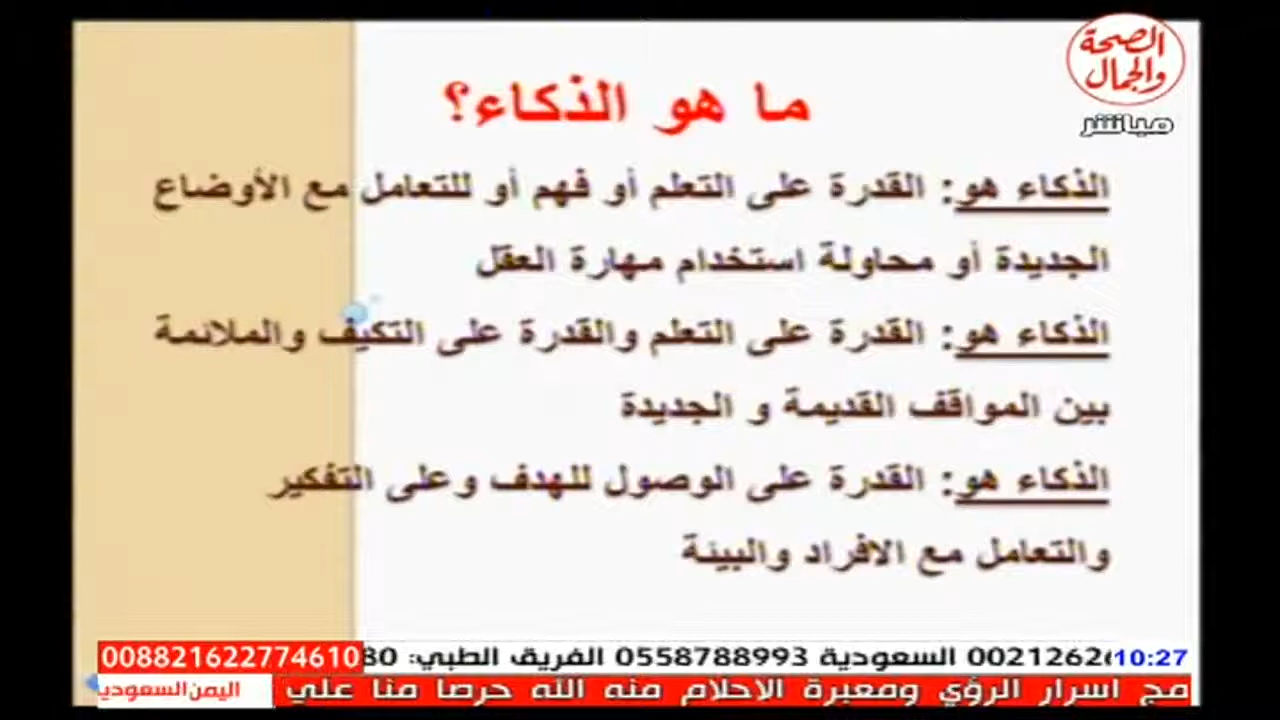 الصحة
والجمال
مباشر
ما هو الذكاء؟
الذكاء هو: القدرة على التعلم أو فهم أو للتعامل مع الأوضاع
الجديدة أو محاولة استخدام مهارة العقل
الذكاء هو: القدرة على التعلم والقدرة على التكيف والملائمة
بين المواقف القديمة و الجديدة
الذكاء هو: القدرة على الوصول للهدف وعلى التفكير
والتعامل مع الافراد والبيئة
10:27 0021262 السعودية 0558788993 الفريق الطبي: 80
008821622774610
مج اسرار الرؤي ومعبرة الاحلام منه الله حرصا منا علي
اليمن السعودي